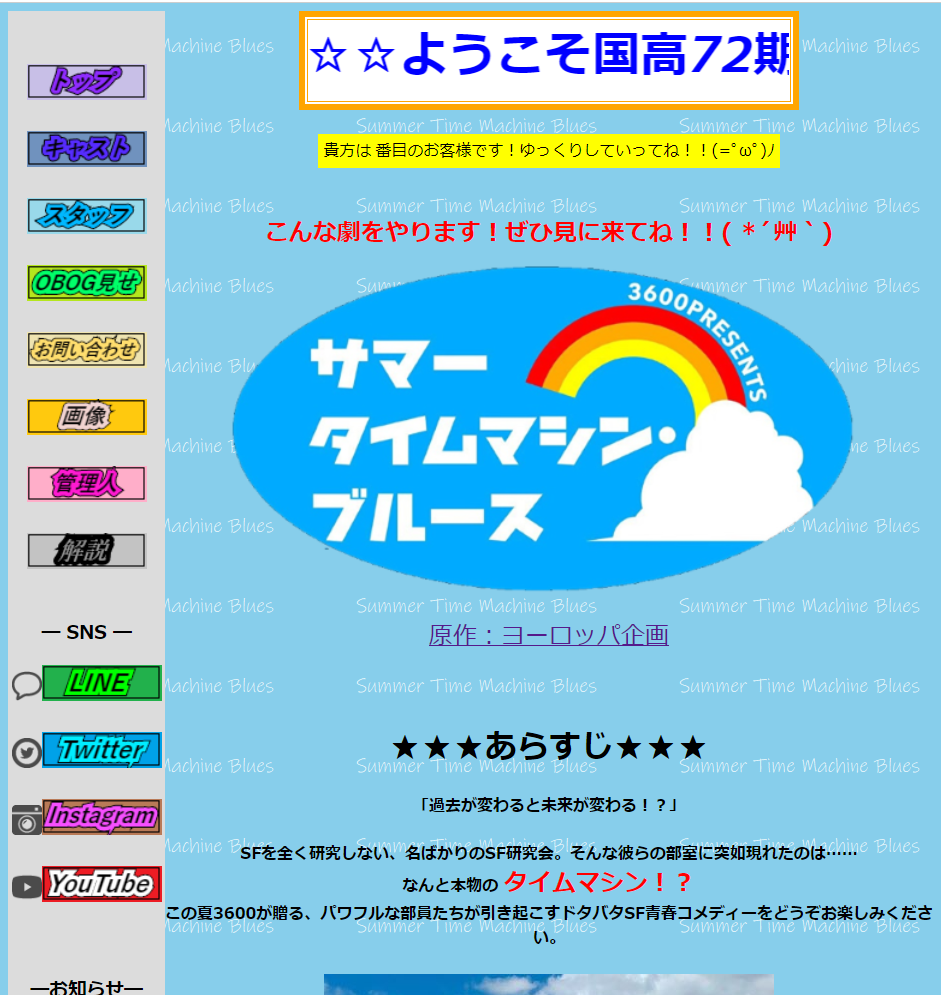 トップ
キャスト
スタッフ
OBOG見せ
お問い合わせ
画像
管理人
解説
― SNS ―
LINE
Twitter
Instagram
YouTube
―お知らせ―
☆☆ようこそ国高72期
貴方は 番目のお客様です！ゆっくりしていってね！！(=ﾟωﾟ)ﾉ
こんな劇をやります！ぜひ見に来てね！！( *´艸｀)
3600PRESENTS
サマー
タイムマシン・
ブルース
原作：ヨーロッパ企画
★★★あらすじ★★★
「過去が変わると未来が変わる！？」
SFを全く研究しない、名ばかりのSF研究会。そんな彼らの部室に突如現れたのは……
なんと本物の タイムマシン！？
この夏3600が贈る、パワフルな部員たちが引き起こすドタバタSF青春コメディーをどうぞお楽しみくださ
い。
Summer Time Machine Blues